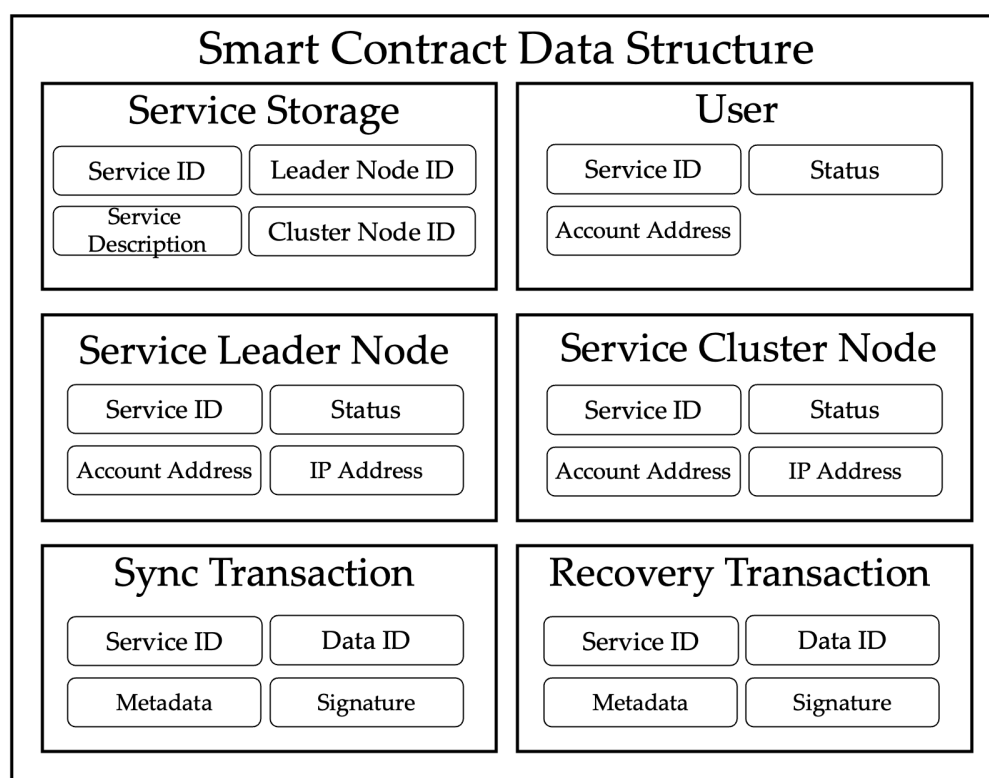 Smart Contract Data Structure
Service Storage
Service ID
Leader Node ID
Service
Description
Cluster Node ID
User
Service ID
Status
Account Address
Service Leader Node
Service ID
Status
Account Address
IP Address
Service Cluster Node
Service ID
Status
Account Address
IP Address
Sync Transaction
Service ID
Data ID
Metadata
Signature
Recovery Transaction
Service ID
Data ID
Metadata
Signature